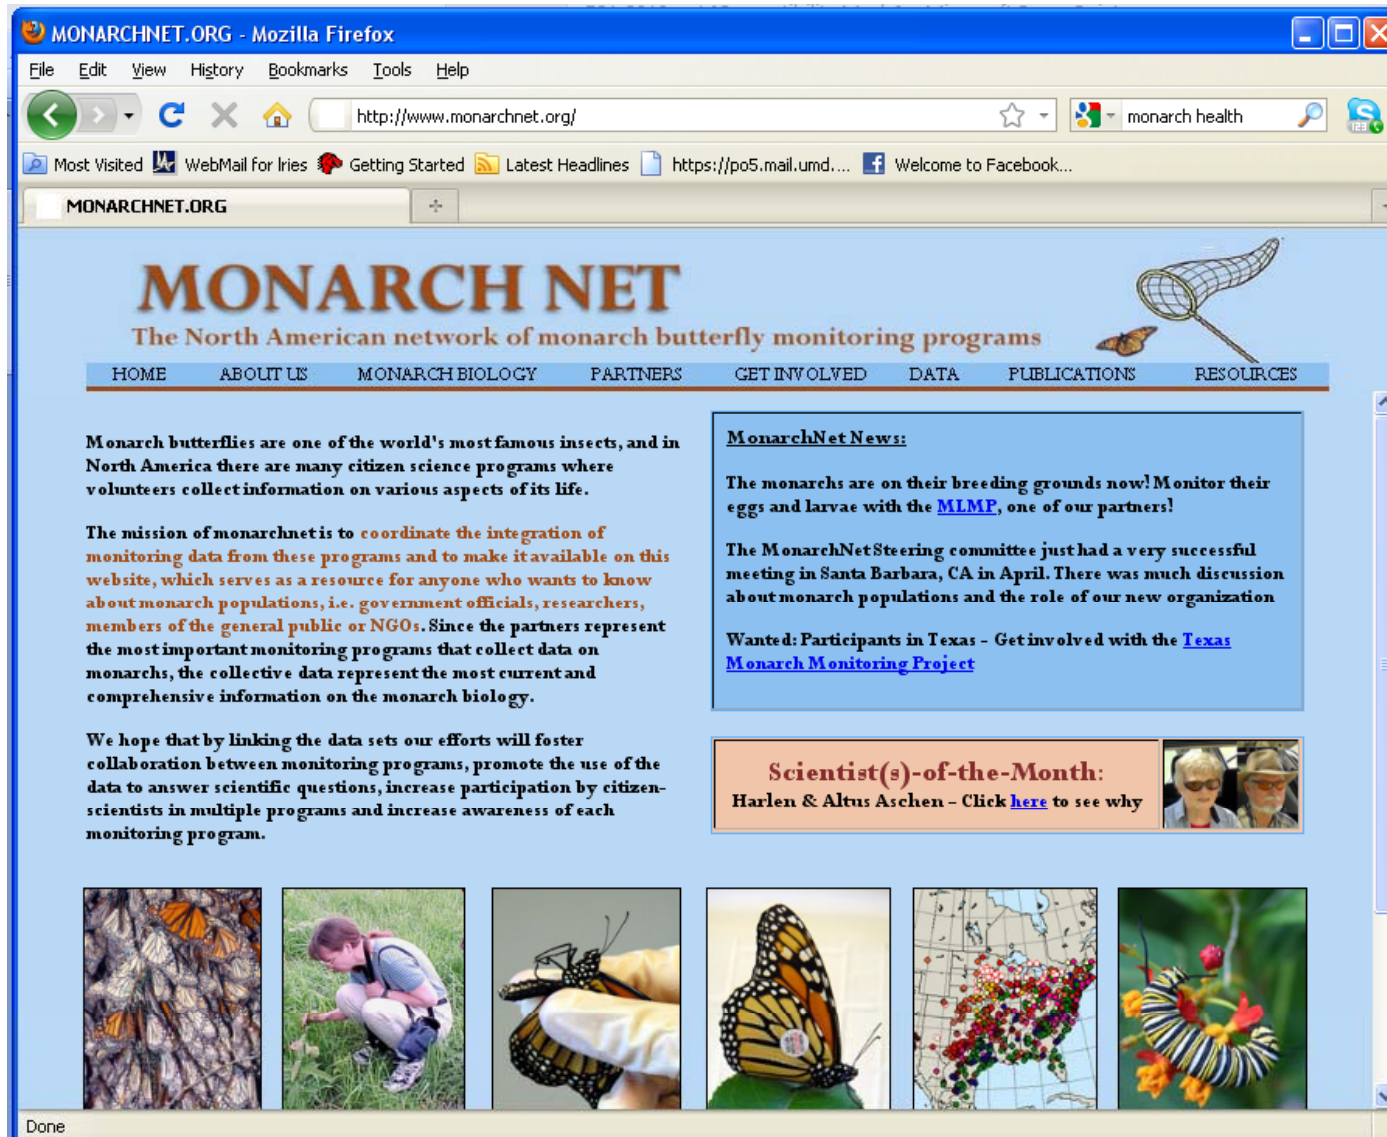 MONARCHNET.ORG - Mozilla Firefox
File Edit View History Bookmarks Tools Help
http://www.monarchnet.org/
monarch health
Most Visited WebMail for lries Getting Started Latest Headlines https://po5.mail.umd.... Welcome to Facebook...
MONARCHNET.ORG
MONARCH NET
The North American network of monarch butterfly monitoring programs
HOME ABOUT US MONARCH BIOLOGY PARTNERS GET INVOLVED DATA PUBLICATIONS RESOURCES
Monarch butterflies are one of the world's most famous insects, and in
North America there are many citizen science programs where
volunteers collect information on various aspects of its life.
The mission of monarchnet is to coordinate the integration of
monitoring data from these programs and to make it available on this
website, which serves as a resource for anyone who wants to know
about monarch populations, i.e. government officials, researchers,
members of the general public or NGOs. Since the partners represent
the most important monitoring programs that collect data on
monarchs, the collective data represent the most current and
comprehensive information on the monarch biology.
We hope that by linking the data sets our efforts will foster
collaboration between monitoring programs, promote the use of the
data to answer scientific questions, increase participation by citizen-
scientists in multiple programs and increase awareness of each
monitoring program.
MonarchNet News:
The monarchs are on their breeding grounds now! Monitor their
eggs and larvae with the MLMP, one of our partners!
The MonarchNet Steering committee just had a very successful
meeting in Santa Barbara, CA in April. There was much discussion
about monarch populations and the role of our new organization
Wanted: Participants in Texas - Get involved with the Texas
Monarch Monitoring Project
Scientist(s)-of-the-Month:
Harlen & Altus Aschen - Click here to see why
Done